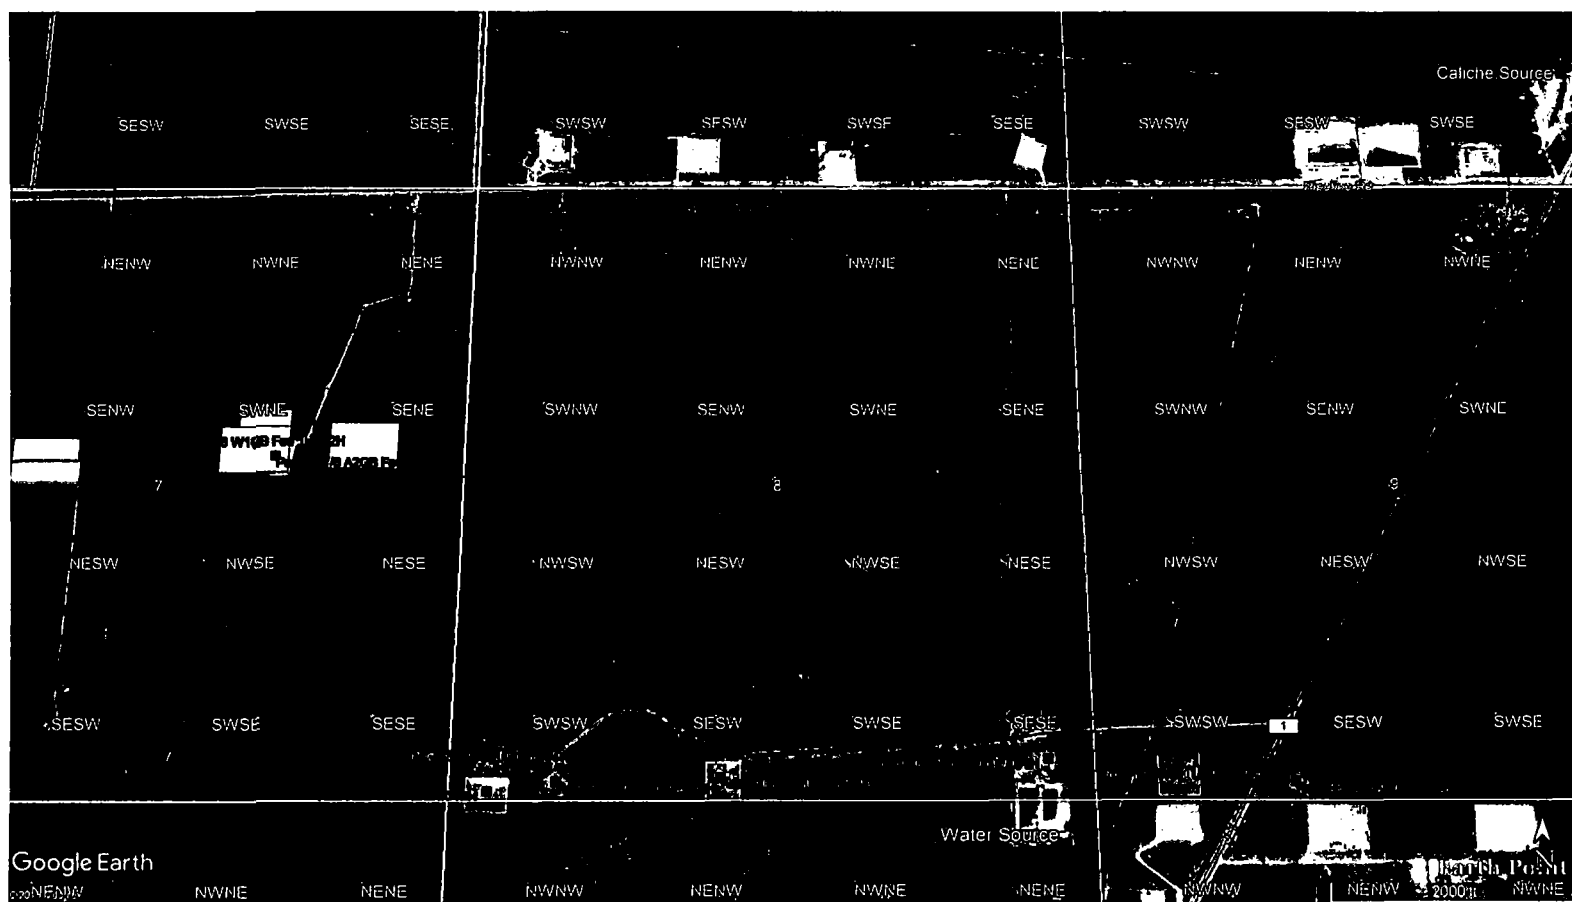 Caliche Source
SESW SWSE SESE SWSW SESW SWSE SESE SWSW SESW SWSE
NENW NWNE NENE NWNW NENW NWNE NENE NWNW NENW NWNE
SENW SWNE SENE SWNW SENW SWNE SENE SWNW SENW SWNE
7 8 9
NESW NWSE NESE NWSW NESW NWSE NESE NWSW NESW NWSE
SESW SWSE SESE SWSW SESW SWSE SESE SWSW 1 SESW SWSE
Water Source
Google Earth
Earth Point
NENW NWNE NENE NWNW NENW NWNE NENE NWNW NENW 2000 ft NWNE